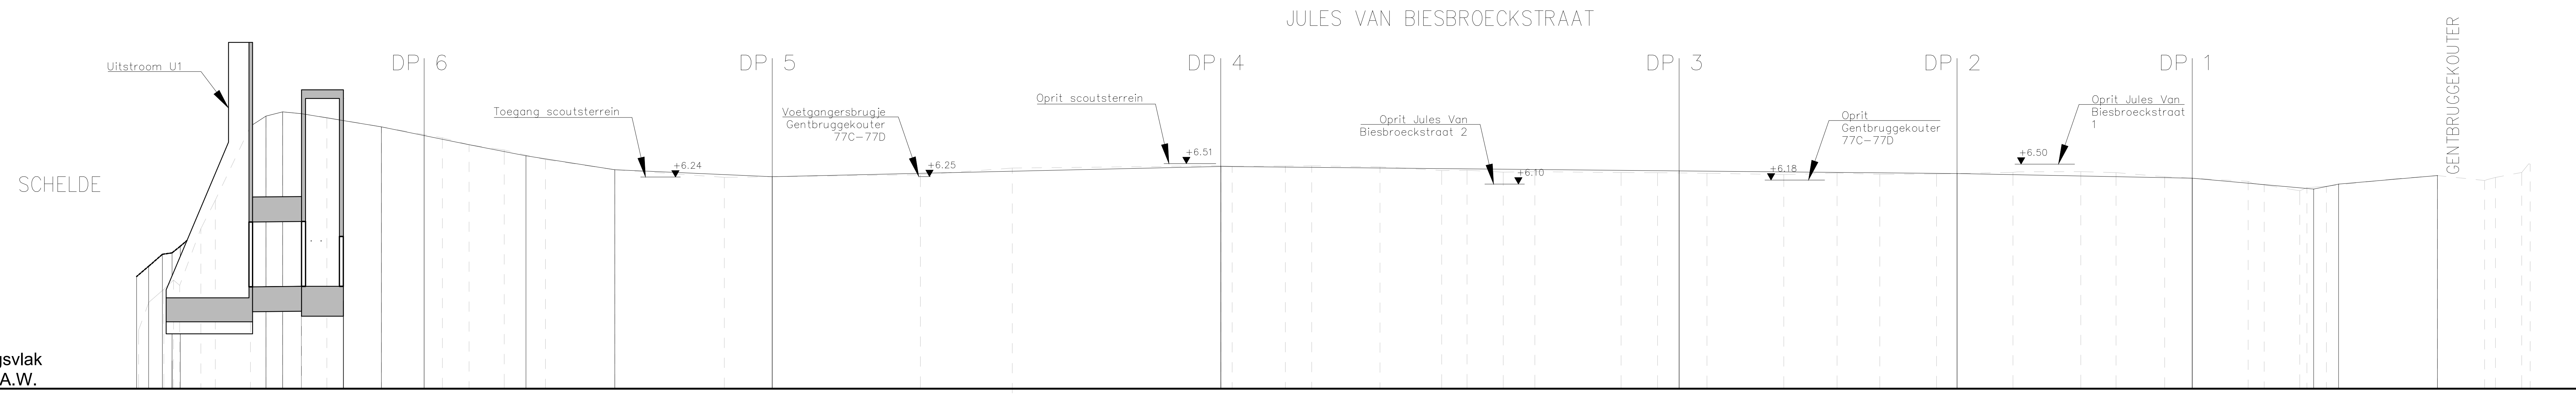 JULES VAN BIESBROECKSTRAAT
GENTBRUGGEKOUTER
DP 6
DP 5
DP 4
DP 3
DP 2
DP 1
Uitstroom U1
SCHELDE
Toegang scoutsterrein
+6.24
Voetgangersbrugje
Gentbruggekouter
77C-77D
+6.25
Oprit scoutsterrein
+6.51
Oprit Jules Van
Biesbroeckstraat 2
+6.10
Oprit
Gentbruggekouter
77C-77D
+6.18
+6.50
Oprit Jules Van
Biesbroeckstraat
1
gsvlak
A.W.